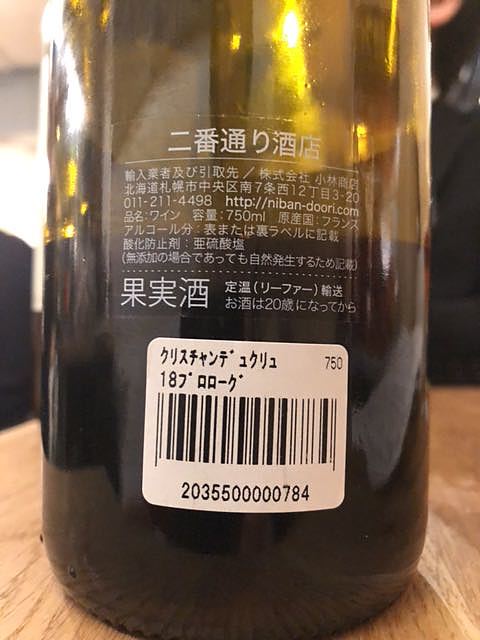 二番通り酒店
輸入業者及び引取先／株式会社 小林商店
北海道札幌市中央区南7条西12丁目3-20
011-211-4498 http://niban-doori.com
品名：ワイン 容量：750ml 原産国：フランス
アルコール分：表または裏ラベルに記載
酸化防止剤：亜硫酸塩
(無添加の場合であっても自然発生するため記載)
果実酒 定温(リーファー)輸送
お酒は20歳になってから
クリスチャンデュクリュ 750
18プロローグ
2035500000784